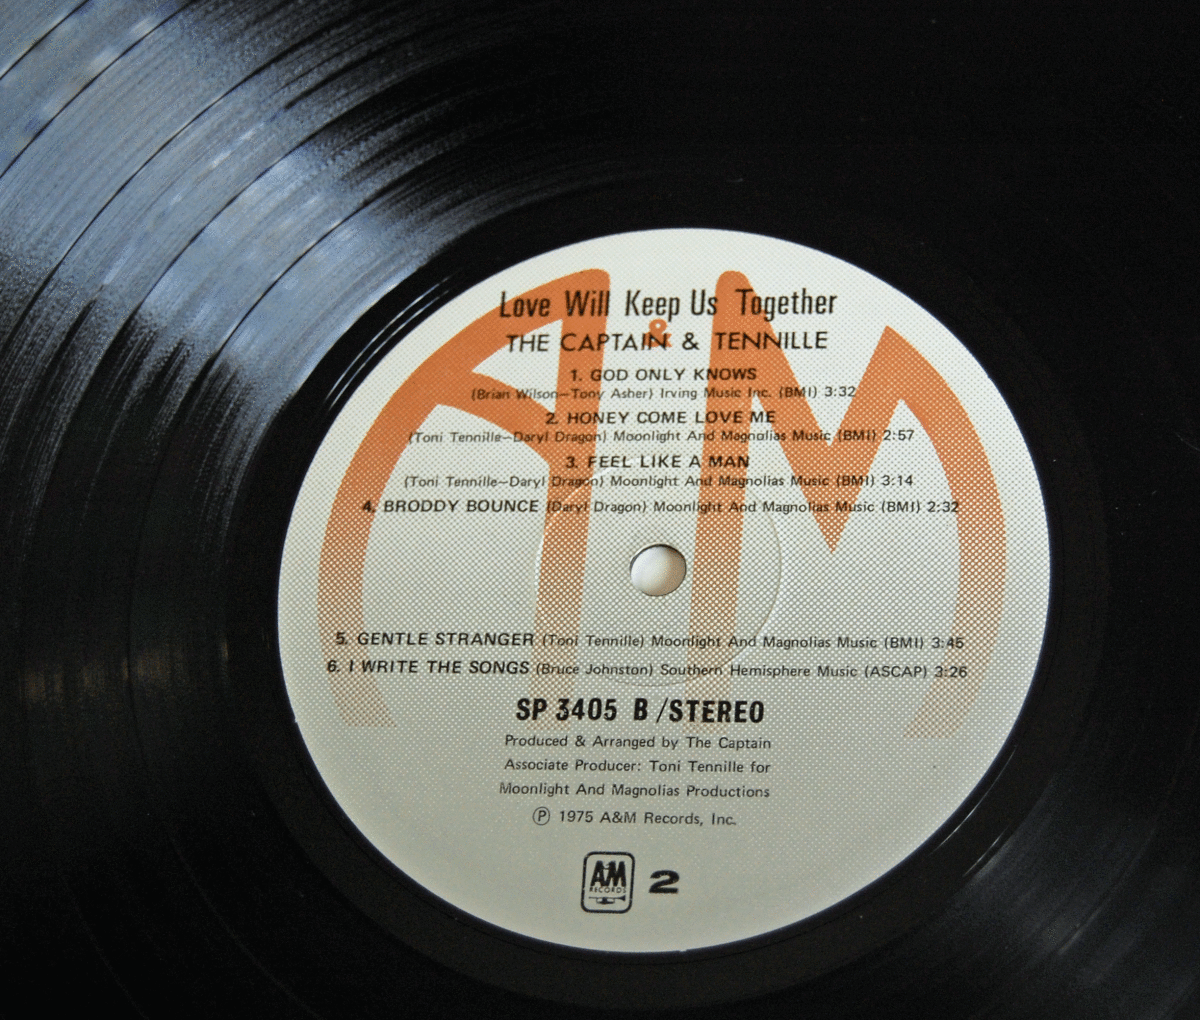 Love Will Keep Us Together
&
THE CAPTAIN & TENNILLE
1. GOD ONLY KNOWS
(Brian Wilson—Tony Asher) Irving Music Inc. (BMI) 3:32
2. HONEY COME LOVE ME
(Toni Tennille—Daryl Dragon) Moonlight And Magnolias Music (BMI) 2:57
3. FEEL LIKE A MAN
(Toni Tennille—Daryl Dragon) Moonlight And Magnolias Music (BMI) 3:14
4. BRODDY BOUNCE (Daryl Dragon) Moonlight And Magnolias Music (BMI) 2:32
5. GENTLE STRANGER (Toni Tennille) Moonlight And Magnolias Music (BMI) 3:45
6. I WRITE THE SONGS (Bruce Johnston) Southern Hemisphere Music (ASCAP) 3:26
A&M
SP 3405 B /STEREO
Produced & Arranged by The Captain
Associate Producer: Toni Tennille for
Moonlight And Magnolias Productions
℗ 1975 A&M Records, Inc.
A&M
RECORDS
2